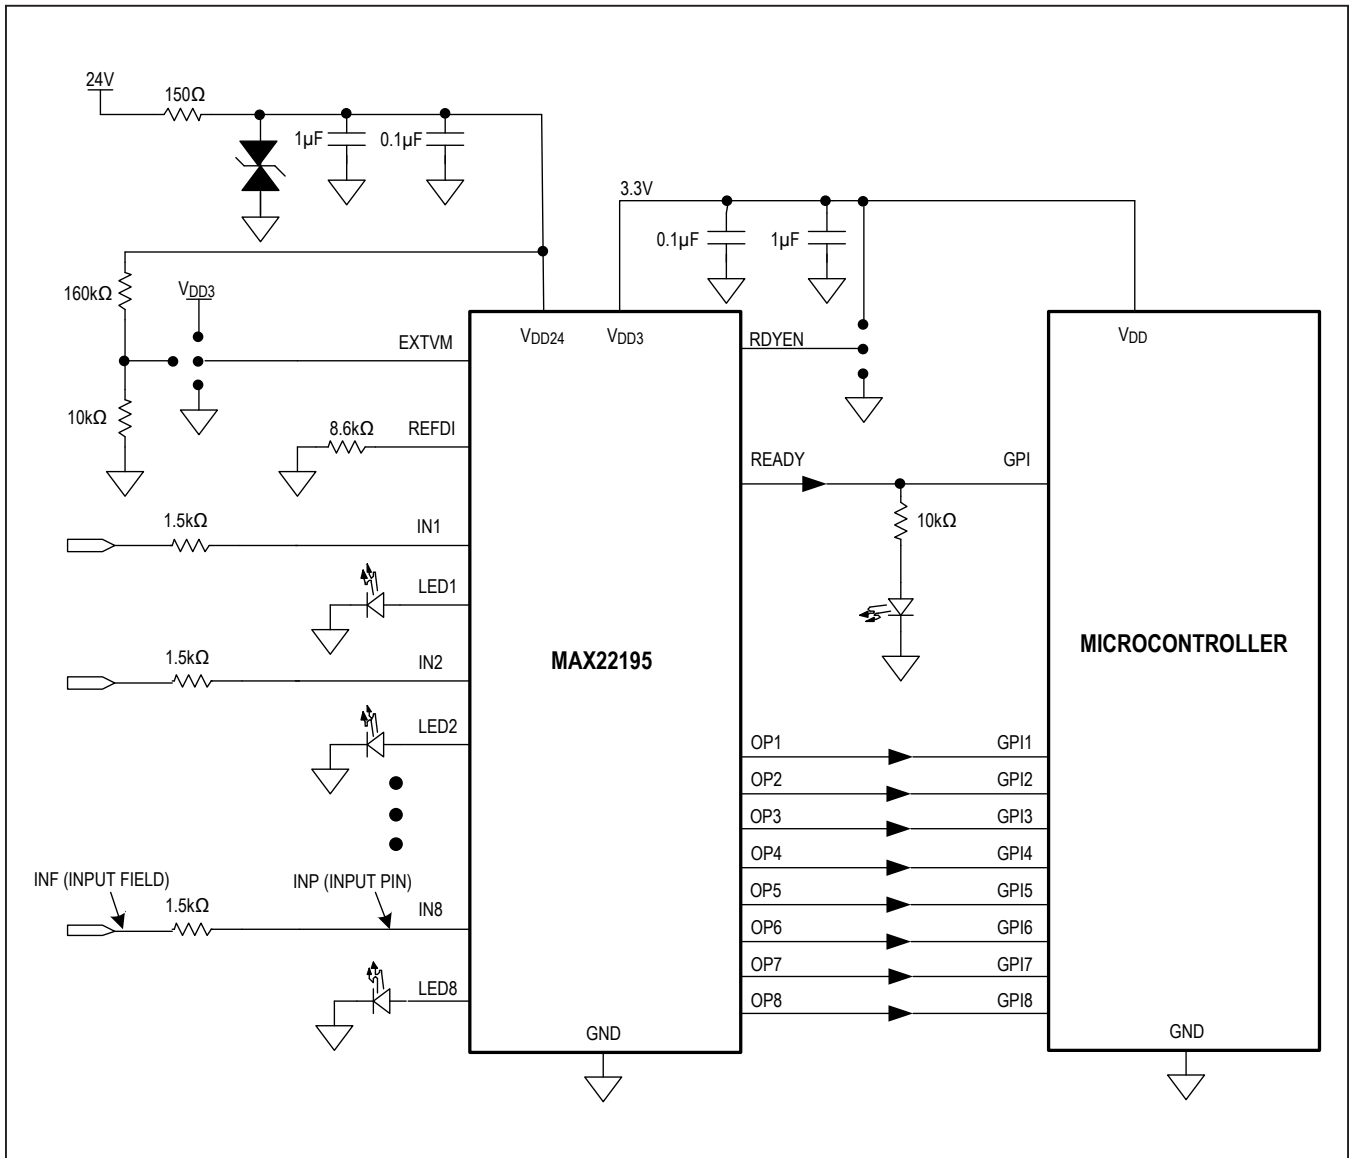 24V
150Ω
1µF
0.1µF
3.3V
0.1µF
1µF
160kΩ
VDD3
EXTVM
VDD24
VDD3
RDYEN
VDD
10kΩ
8.6kΩ
REFDI
READY
GPI
1.5kΩ
IN1
10kΩ
LED1
MAX22195
MICROCONTROLLER
1.5kΩ
IN2
LED2
OP1
GPI1
OP2
GPI2
OP3
GPI3
OP4
GPI4
INF (INPUT FIELD)
INP (INPUT PIN)
OP5
GPI5
1.5kΩ
IN8
OP6
GPI6
OP7
GPI7
LED8
OP8
GPI8
GND
GND